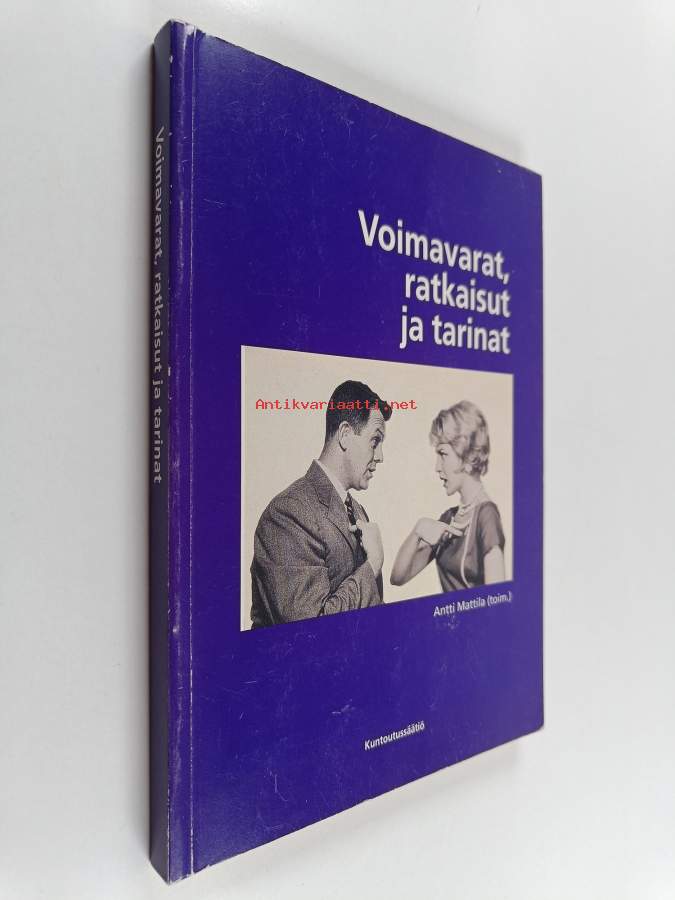 Voimavarat, ratkaisut ja tarinat
Voimavarat,
ratkaisut
ja tarinat
Antikvariaatti.net
Antti Mattila (toim.)
Kuntoutussäätiö